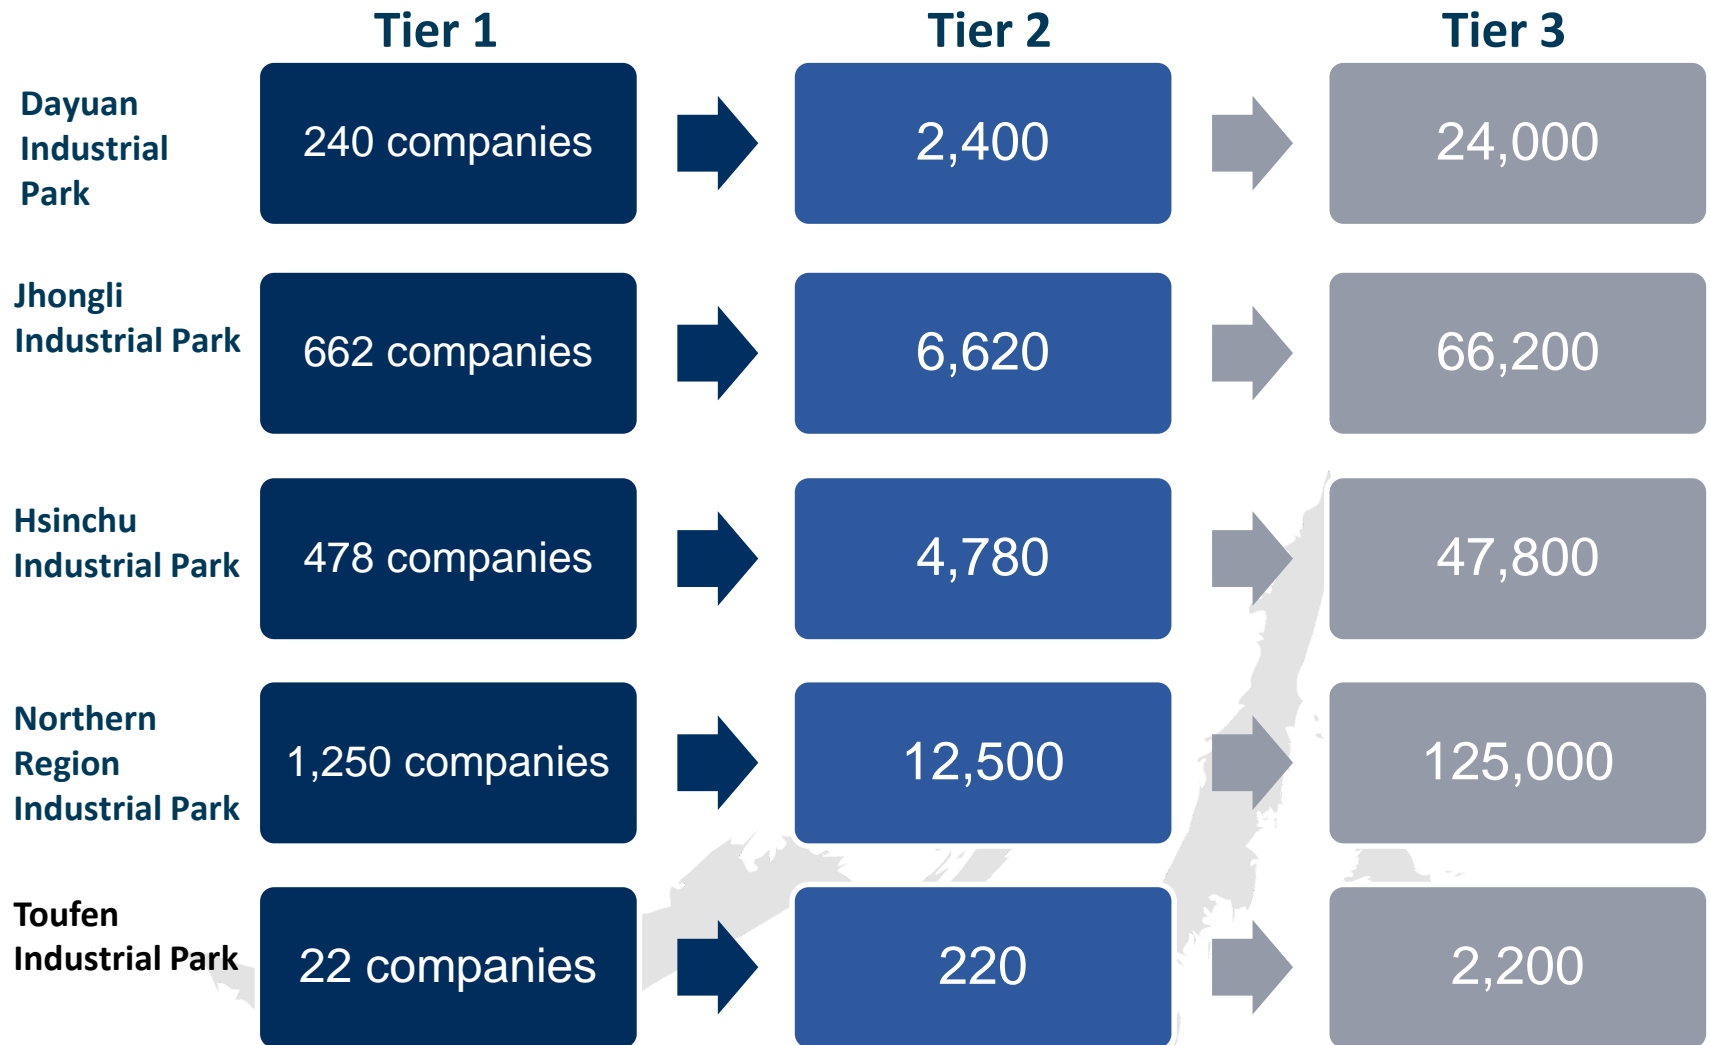 Tier 1
Tier 2
Tier 3
Dayuan
Industrial
Park
240 companies
2,400
24,000
Jhongli
Industrial Park
662 companies
6,620
66,200
Hsinchu
Industrial Park
478 companies
4,780
47,800
Northern
Region
Industrial Park
1,250 companies
12,500
125,000
Toufen
Industrial Park
22 companies
220
2,200